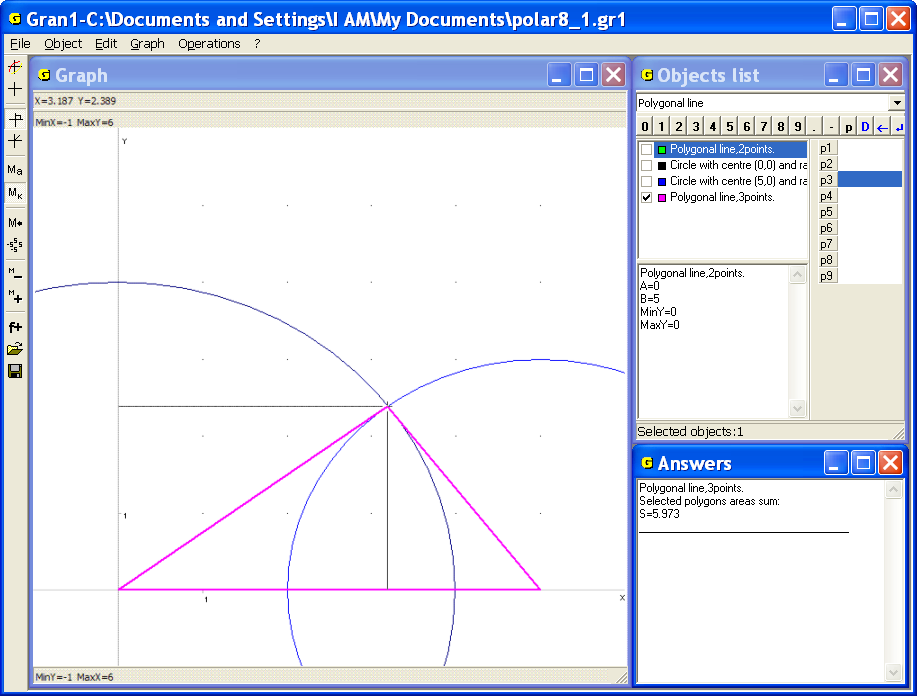 Gran1-C:\Documents and Settings\I AM\My Documents\polar8_1.gr1
File Object Edit Graph Operations ?
Graph
X=3.187 Y=2.389
MinX=-1 MaxY=6
Y
1
1
X
MinY=-1 MaxX=6
Ma
Mк
M
M
M
f+
Objects list
Polygonal line
0 1 2 3 4 5 6 7 8 9 . - p D
Polygonal line,2points.
Circle with centre (0,0) and ra
Circle with centre (5,0) and ra
Polygonal line,3points.
p1
p2
p3
p4
p5
p6
p7
p8
p9
Polygonal line,2points.
A=0
B=5
MinY=0
MaxY=0
Selected objects:1
Answers
Polygonal line,3points.
Selected polygons areas sum:
S=5.973